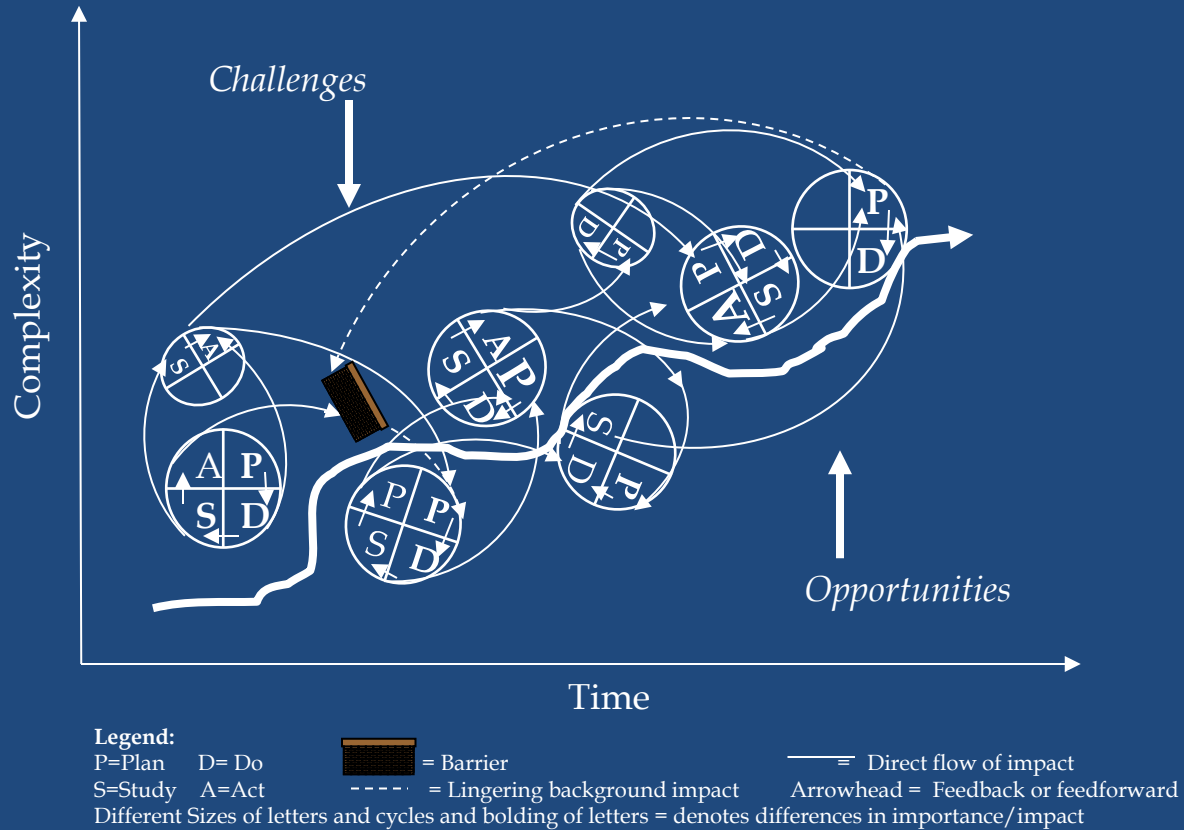 Challenges
Complexity
D
P
P
D
P
D
S
A
S
A
A
P
S
D
S
D
P
A
P
S
D
P
P
S
D
Opportunities
Time
Legend:
P=Plan D= Do = Barrier = Direct flow of impact
S=Study A=Act = Lingering background impact Arrowhead = Feedback or feedforward
Different Sizes of letters and cycles and bolding of letters = denotes differences in importance/impact